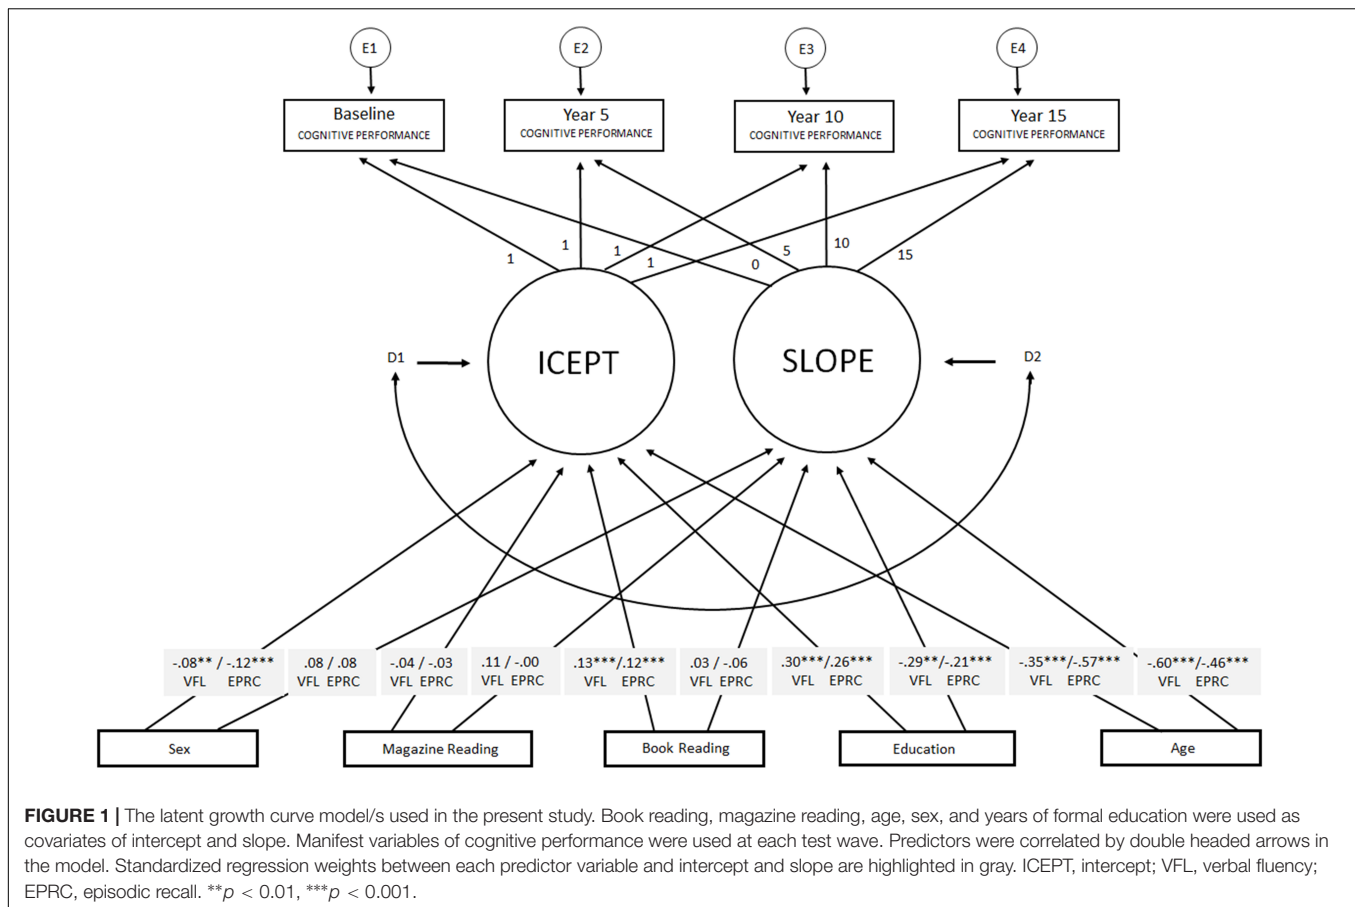 E1
E2
E3
E4
Baseline
COGNITIVE PERFORMANCE
Year 5
COGNITIVE PERFORMANCE
Year 10
COGNITIVE PERFORMANCE
Year 15
COGNITIVE PERFORMANCE
1
1
1
1
0
5
10
15
D1
ICEPT
SLOPE
D2
-.08** / -.12***
VFL EPRC
.08 / .08
VFL EPRC
-.04 / -.03
VFL EPRC
.11 / -.00
VFL EPRC
.13***/.12***
VFL EPRC
.03 / -.06
VFL EPRC
.30***/.26***
VFL EPRC
-.29**/-.21***
VFL EPRC
-.35***/-.57***
VFL EPRC
-.60***/-.46***
VFL EPRC
Sex
Magazine Reading
Book Reading
Education
Age
FIGURE 1 | The latent growth curve model/s used in the present study. Book reading, magazine reading, age, sex, and years of formal education were used as
covariates of intercept and slope. Manifest variables of cognitive performance were used at each test wave. Predictors were correlated by double headed arrows in
the model. Standardized regression weights between each predictor variable and intercept and slope are highlighted in gray. ICEPT, intercept; VFL, verbal fluency;
EPRC, episodic recall. **p < 0.01, ***p < 0.001.